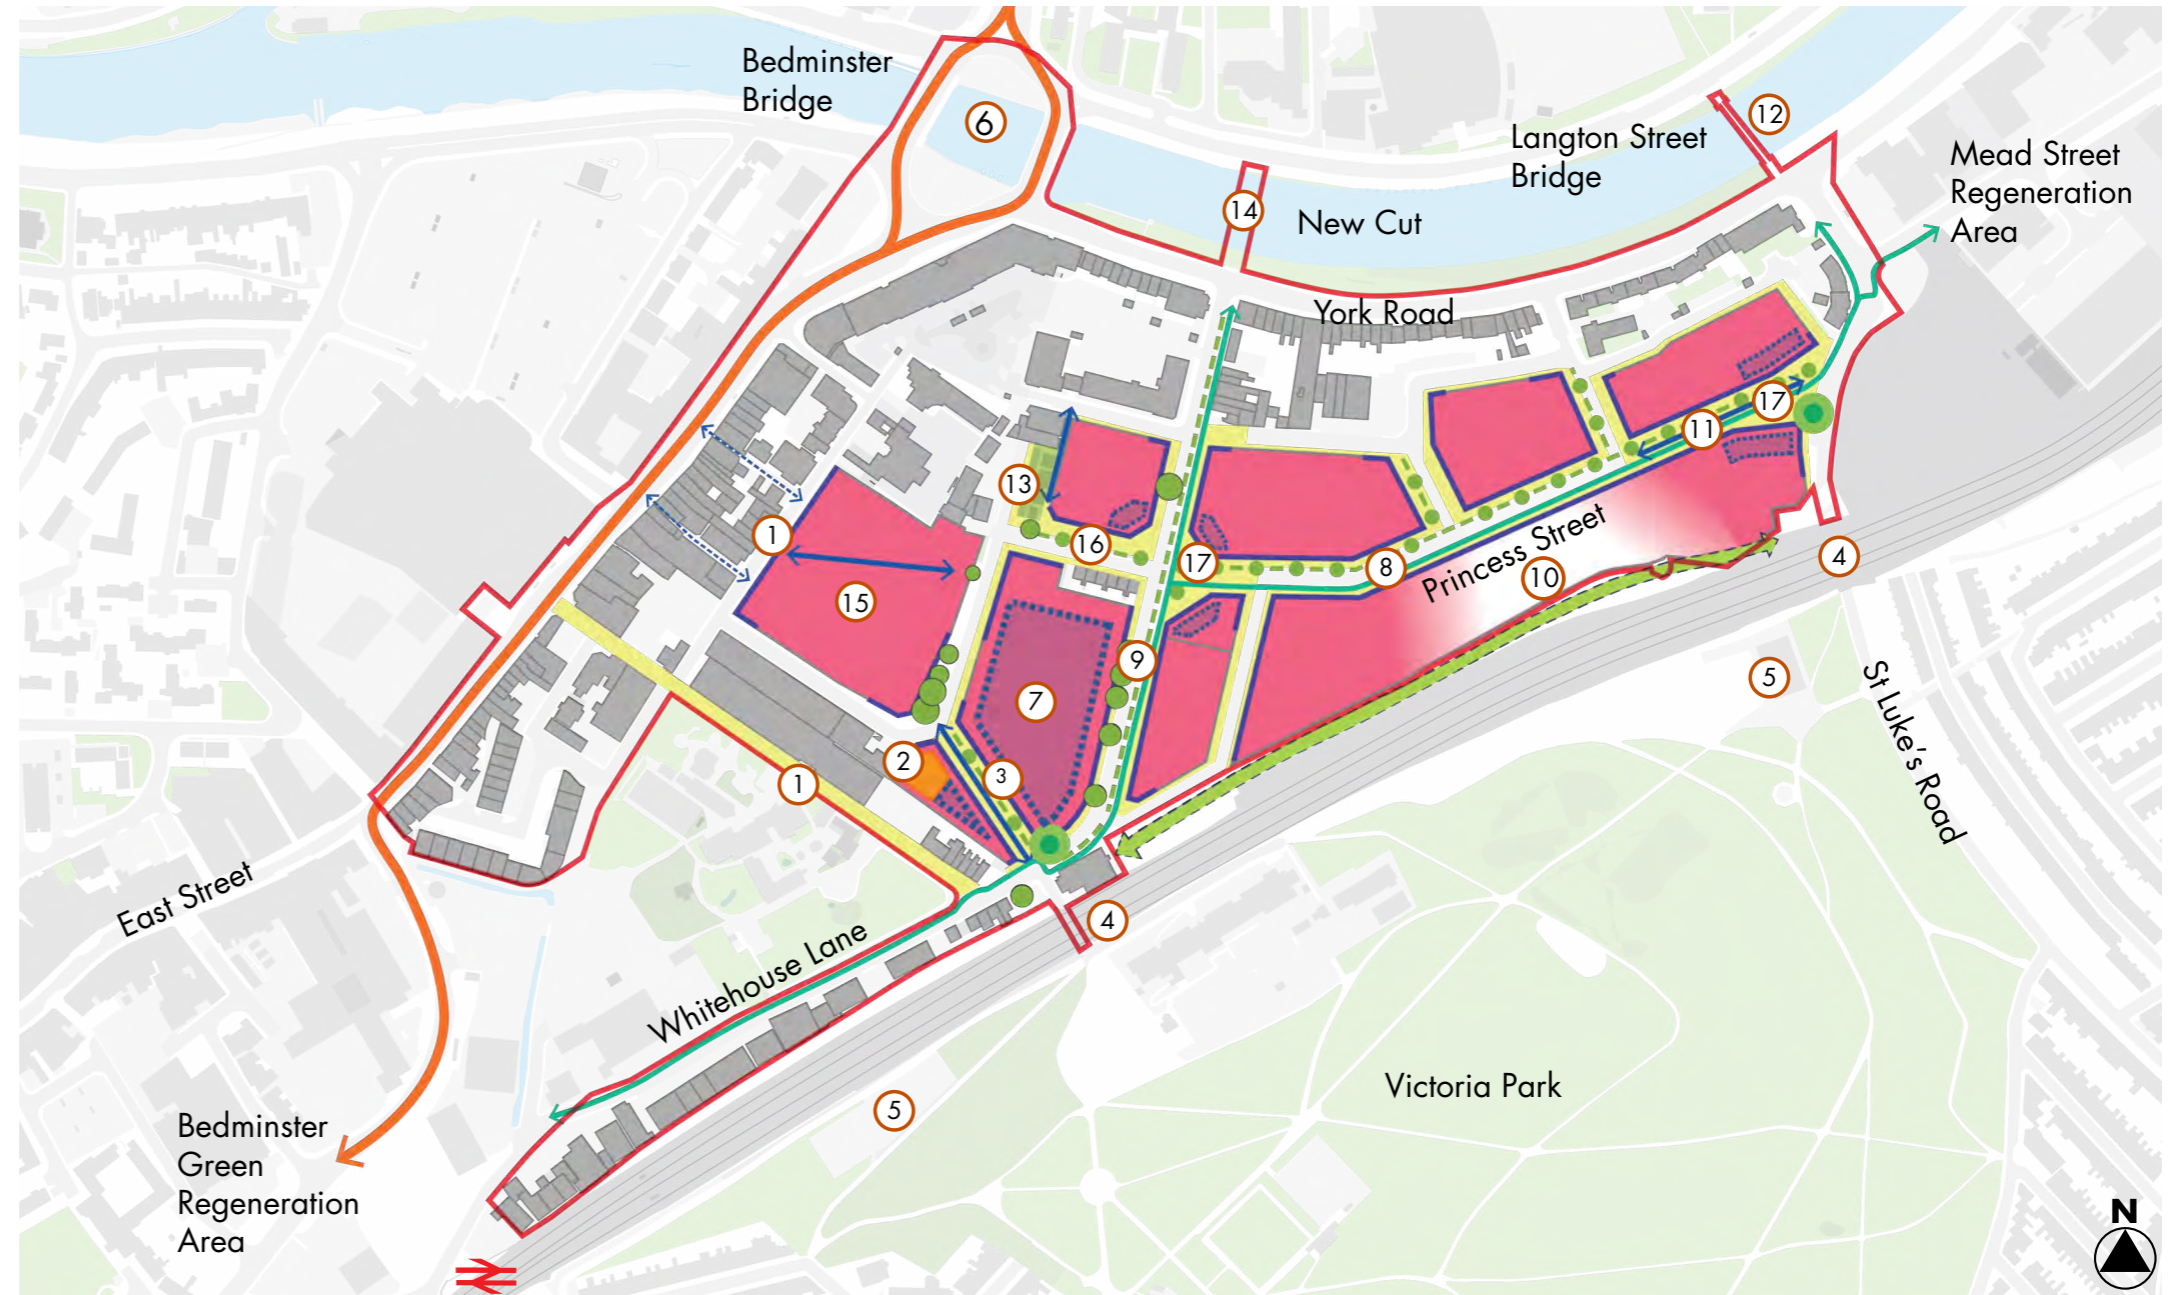 Bedminster
Bridge
6
12
Langton Street
Bridge
Mead Street
Regeneration
Area
14
New Cut
York Road
17
11
13
1
16
17
8
Princess Street
10
4
15
9
5
7
St Luke's Road
2
3
1
East Street
4
Whitehouse Lane
5
Victoria Park
Bedminster
Green
Regeneration
Area
N